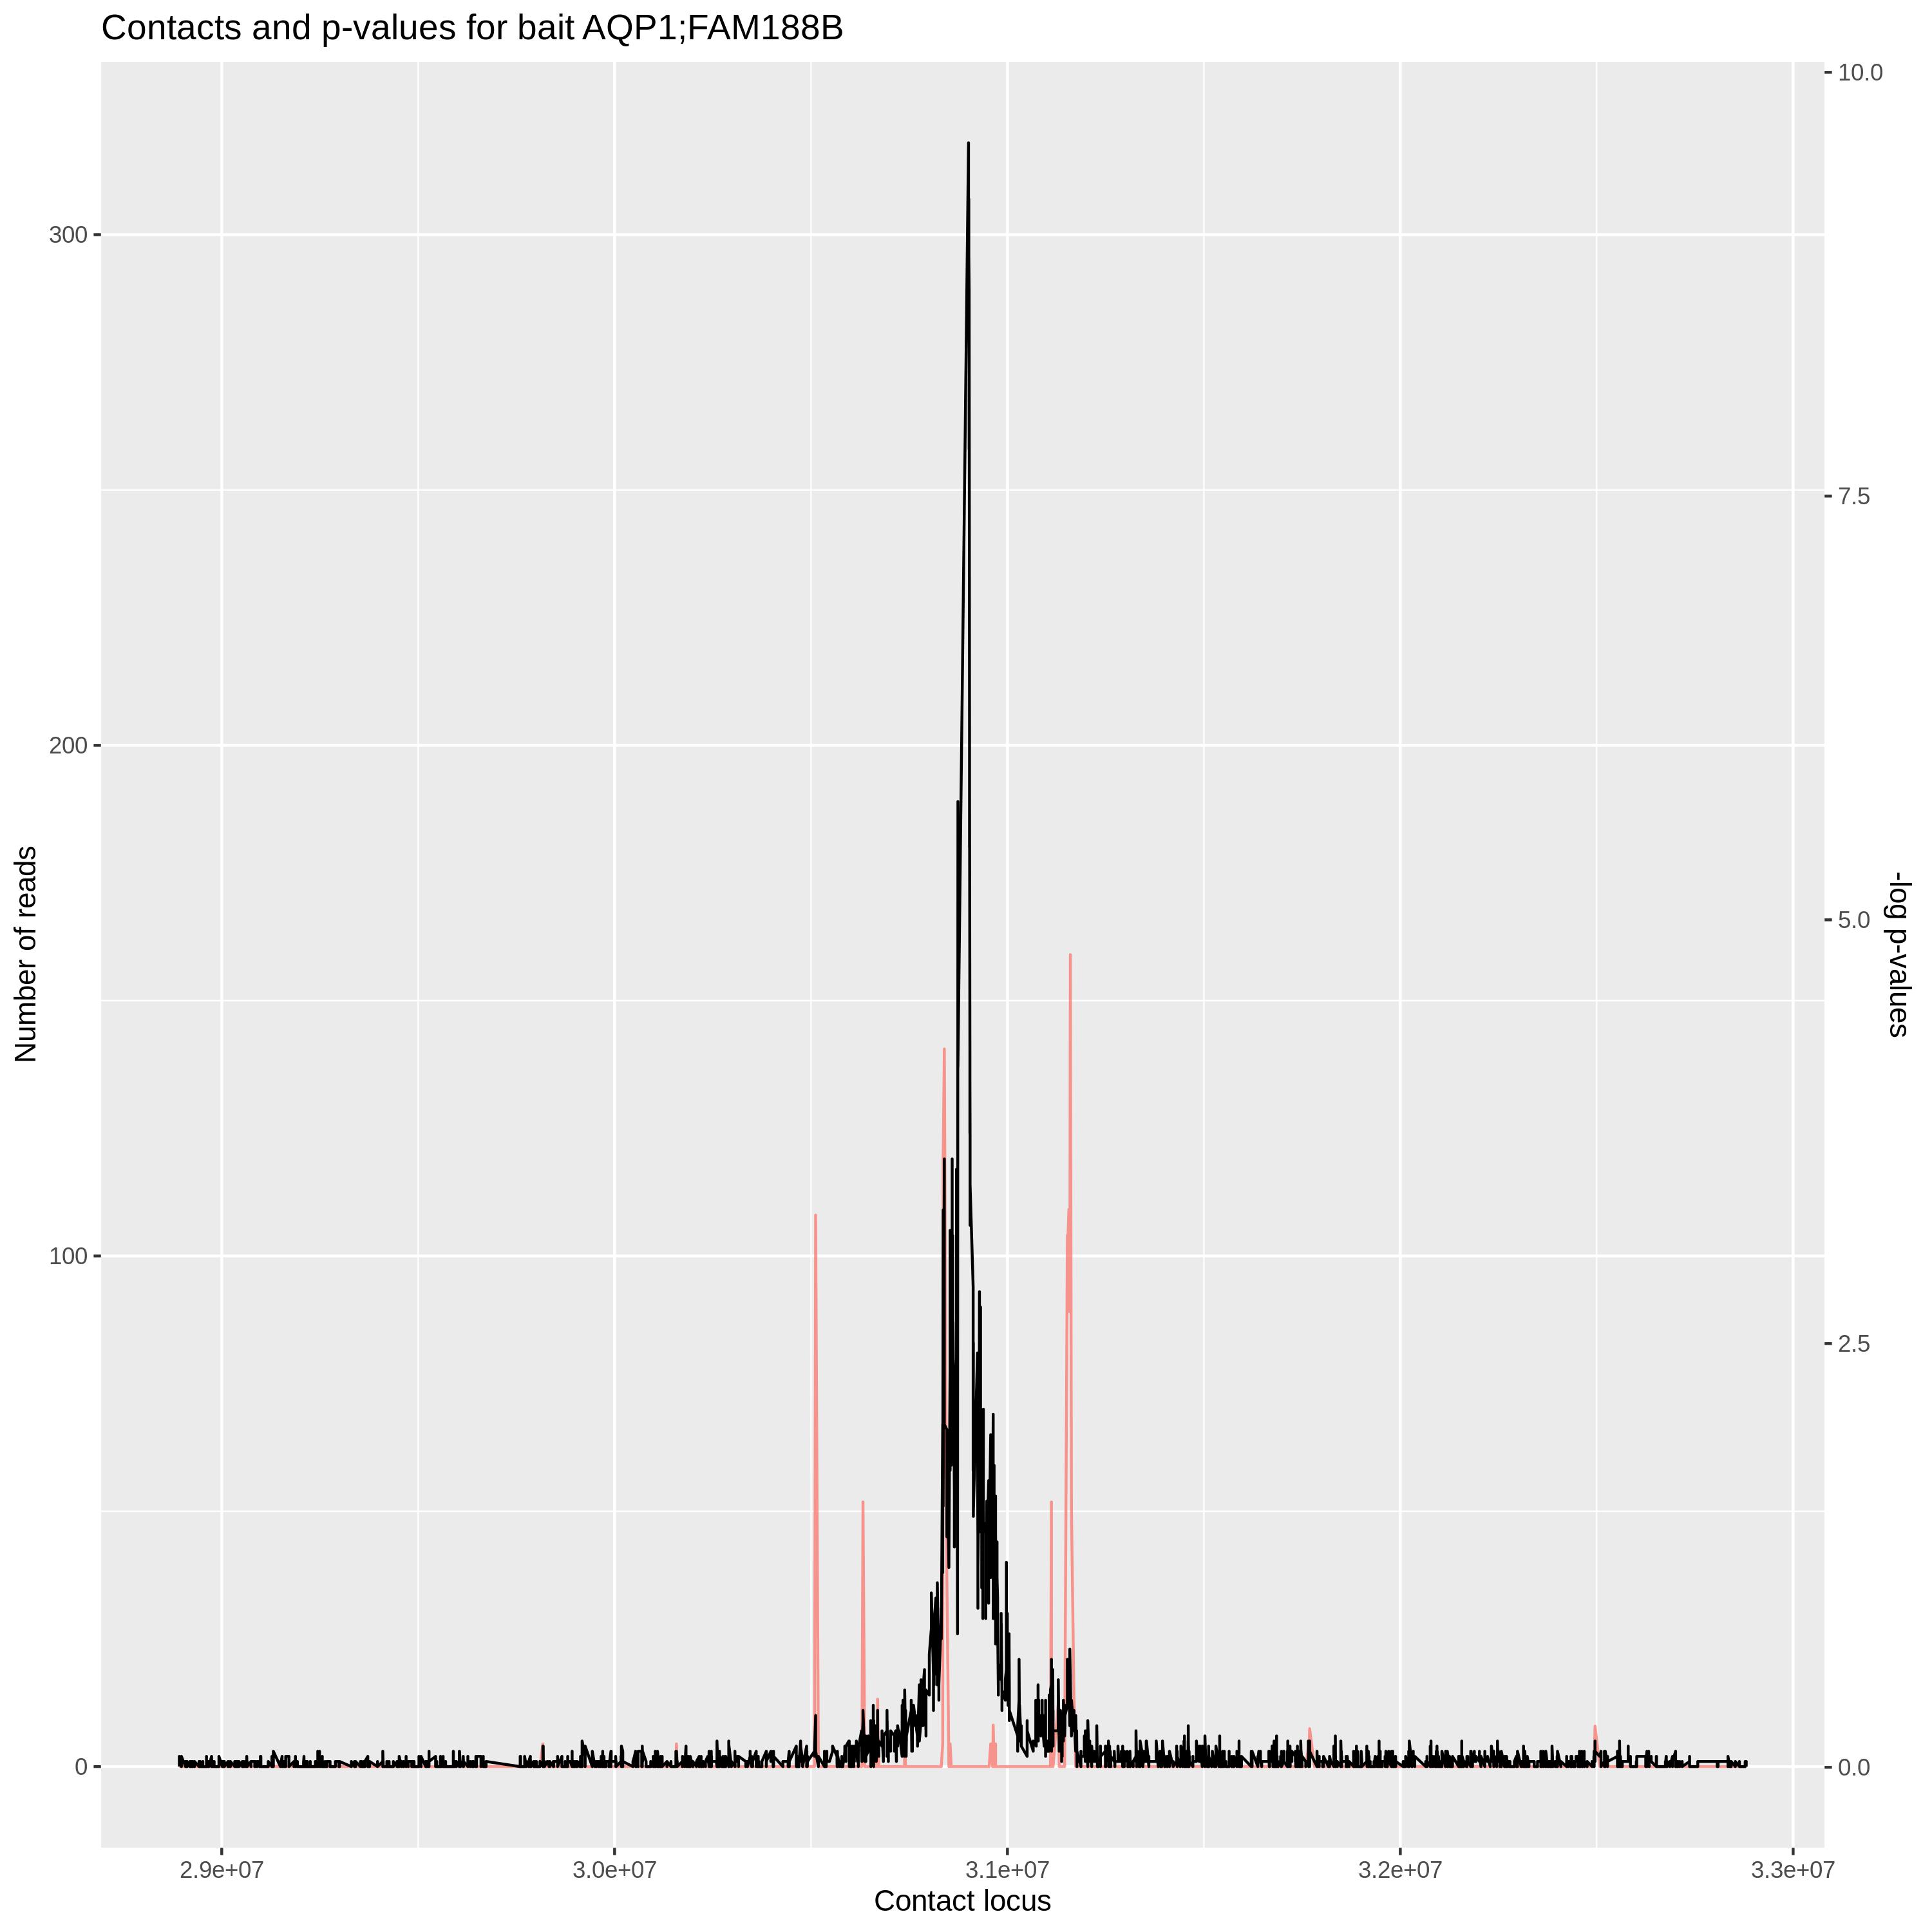 Contacts and p-values for bait AQP1;FAM188B
10.0
300
7.5
200
Number of reads
-log p-values
5.0
100
2.5
0
0.0
2.9e+07
3.0e+07
3.1e+07
3.2e+07
3.3e+07
Contact locus